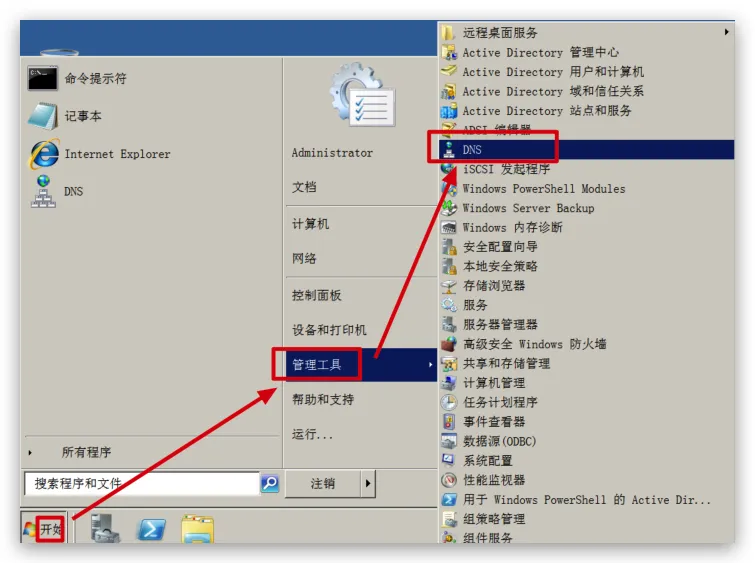 命令提示符
记事本
Internet Explorer
DNS
所有程序
搜索程序和文件
开始
Administrator
文档
计算机
网络
控制面板
设备和打印机
管理工具
帮助和支持
运行...
注销
远程桌面服务
Active Directory 管理中心
Active Directory 用户和计算机
Active Directory 域和信任关系
Active Directory 站点和服务
ADSI 编辑器
DNS
iSCSI 发起程序
Windows PowerShell Modules
Windows Server Backup
Windows 内存诊断
安全配置向导
本地安全策略
存储浏览器
服务
服务器管理器
高级安全 Windows 防火墙
共享和存储管理
计算机管理
任务计划程序
事件查看器
数据源(ODBC)
系统配置
性能监视器
用于 Windows PowerShell 的 Active Dir...
组策略管理
组件服务